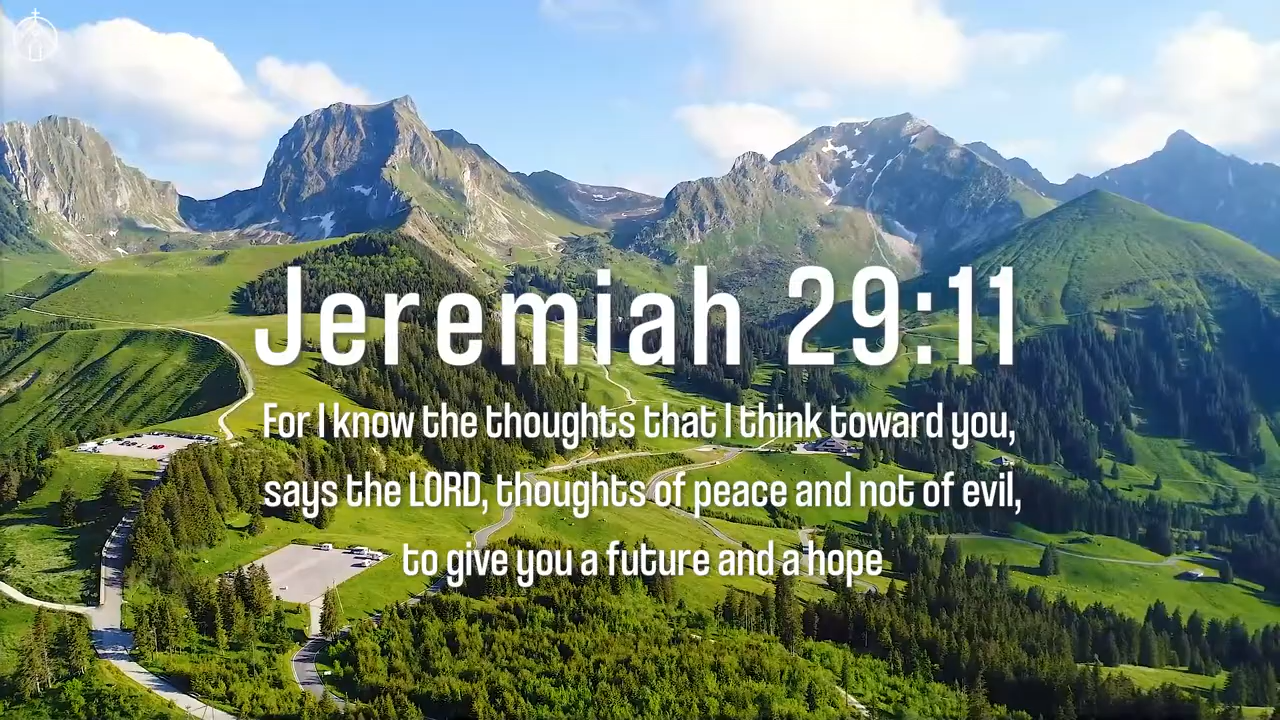 Jeremiah 29:11
For I know the thoughts that I think toward you,
says the LORD, thoughts of peace and not of evil,
to give you a future and a hope